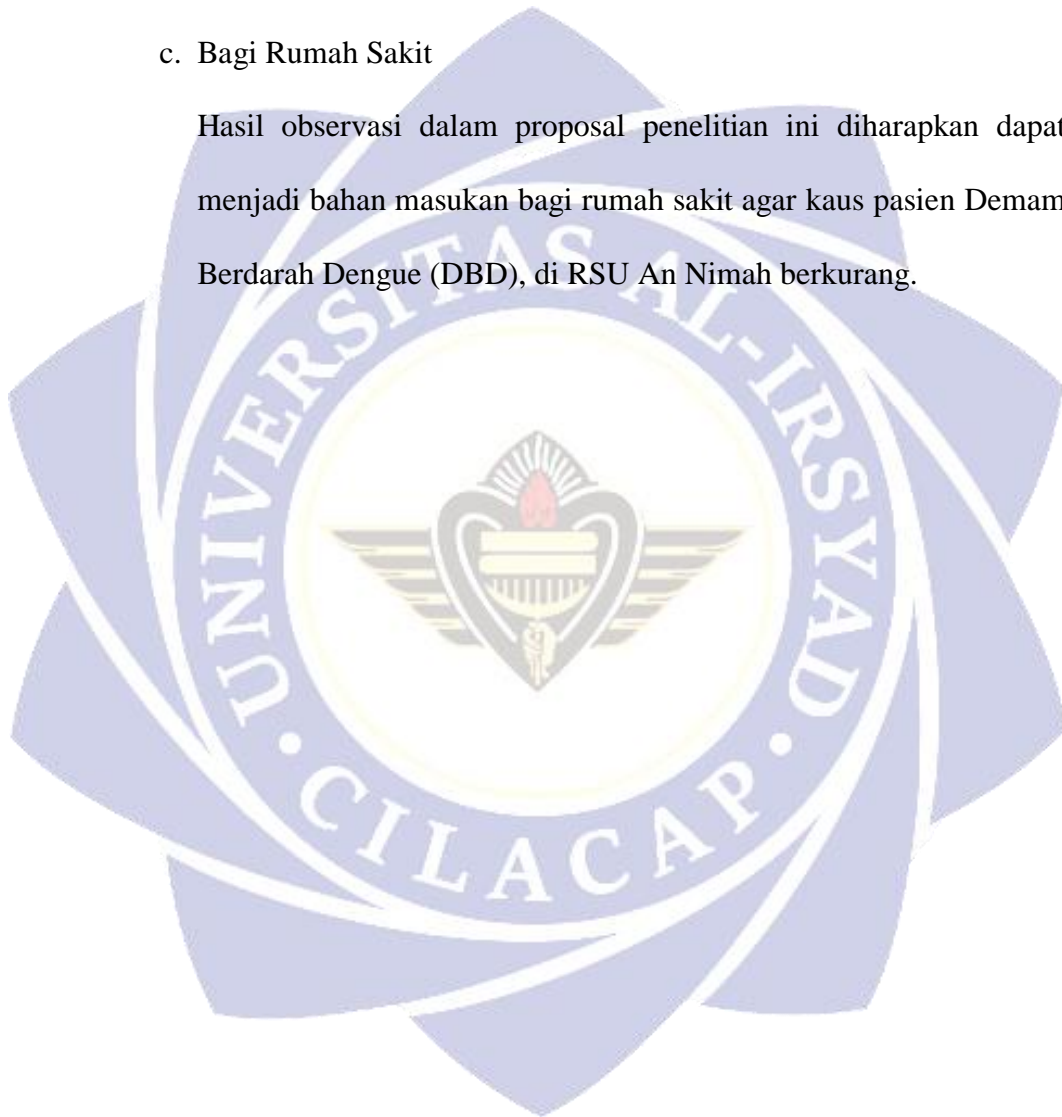 c. Bagi Rumah Sakit
Hasil observasi dalam proposal penelitian ini diharapkan dapat
menjadi bahan masukan bagi rumah sakit agar kaus pasien Demam
Berdarah Dengue (DBD), di RSU An Nimah berkurang.
UNIVERSITAS AL-IRSYAD
• CILACAP •